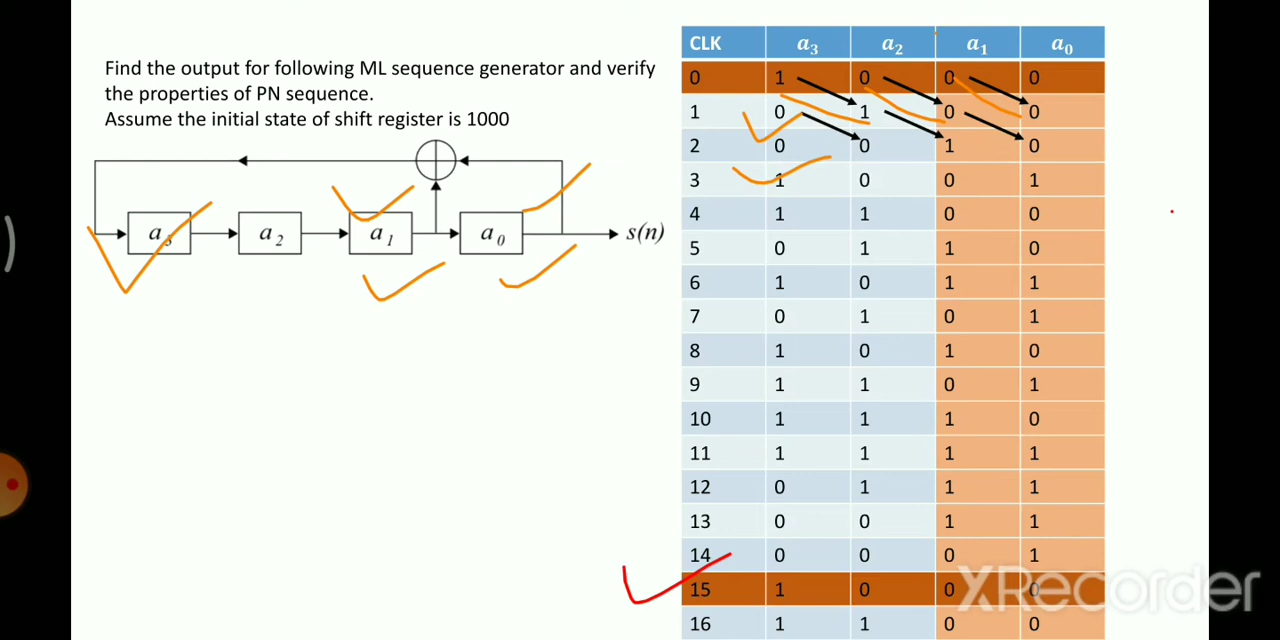 Find the output for following ML sequence generator and verify
the properties of PN sequence.
Assume the initial state of shift register is 1000
a3 a2 a1 a0 s(n)
CLK a3 a2 a1 a0
0 1 0 0 0
1 0 1 0 0
2 0 0 1 0
3 1 0 0 1
4 1 1 0 0
5 0 1 1 0
6 1 0 1 1
7 0 1 0 1
8 1 0 1 0
9 1 1 0 1
10 1 1 1 0
11 1 1 1 1
12 0 1 1 1
13 0 0 1 1
14 0 0 0 1
15 1 0 0 0
16 1 1 0 0
XRecorder